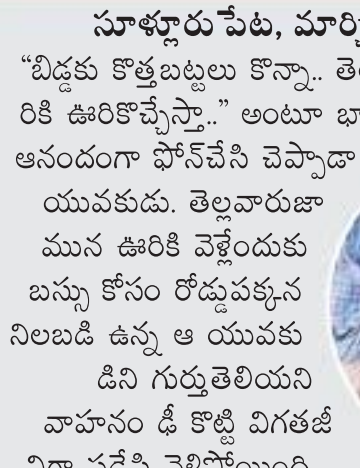 సూళ్లూరుపేట, మార్చి
“బిడ్డకు కొత్తబట్టలు కొన్నా.. తె
రికి ఊరికొచ్చేస్తా..” అంటూ భా
ఆనందంగా ఫోన్‌చేసి చెప్పాడా
యువకుడు. తెల్లవారుజా
మున ఊరికి వెళ్లేందుకు
బస్సు కోసం రోడ్డుపక్కన
నిలబడి ఉన్న ఆ యువకు
డిని గుర్తుతెలియని
వాహనం ఢీ కొట్టి విగతజీ